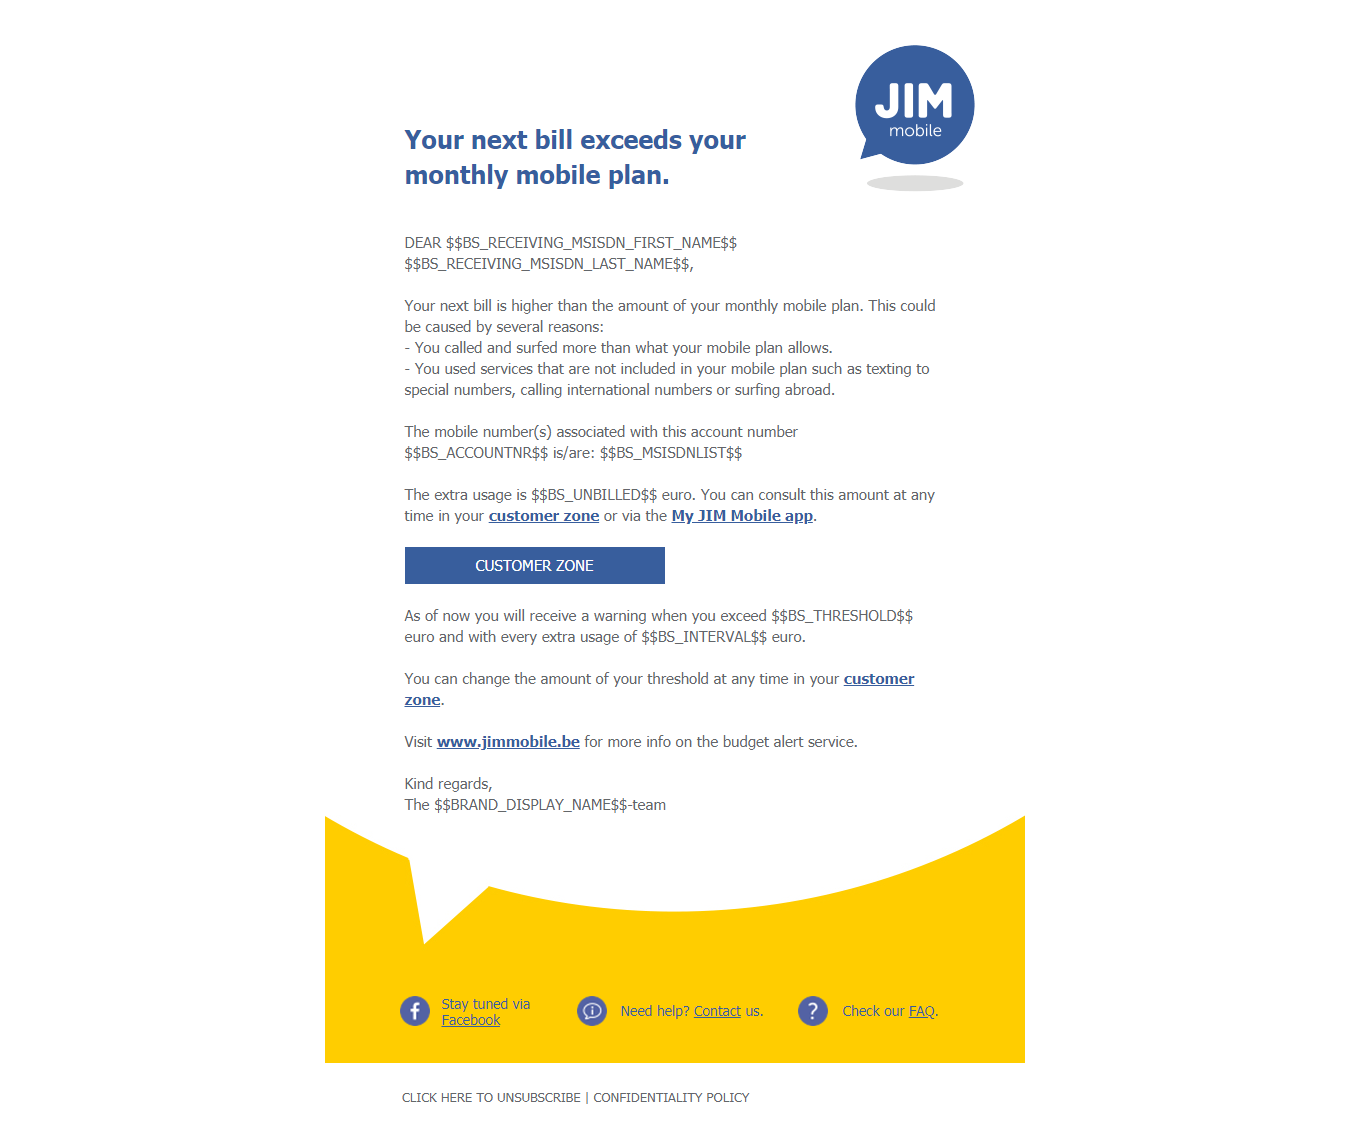 JIM
mobile
Your next bill exceeds your
monthly mobile plan.
DEAR $$BS_RECEIVING_MSISDN_FIRST_NAME$$
$$BS_RECEIVING_MSISDN_LAST_NAME$$,
Your next bill is higher than the amount of your monthly mobile plan. This could
be caused by several reasons:
- You called and surfed more than what your mobile plan allows.
- You used services that are not included in your mobile plan such as texting to
special numbers, calling international numbers or surfing abroad.
The mobile number(s) associated with this account number
$$BS_ACCOUNTNR$$ is/are: $$BS_MSISDNLIST$$
The extra usage is $$BS_UNBILLED$$ euro. You can consult this amount at any
time in your customer zone or via the My JIM Mobile app.
CUSTOMER ZONE
As of now you will receive a warning when you exceed $$BS_THRESHOLD$$
euro and with every extra usage of $$BS_INTERVAL$$ euro.
You can change the amount of your threshold at any time in your customer
zone.
Visit www.jimmobile.be for more info on the budget alert service.
Kind regards,
The $$BRAND_DISPLAY_NAME$$-team
Stay tuned via
Facebook
Need help? Contact us.
Check our FAQ.
CLICK HERE TO UNSUBSCRIBE | CONFIDENTIALITY POLICY